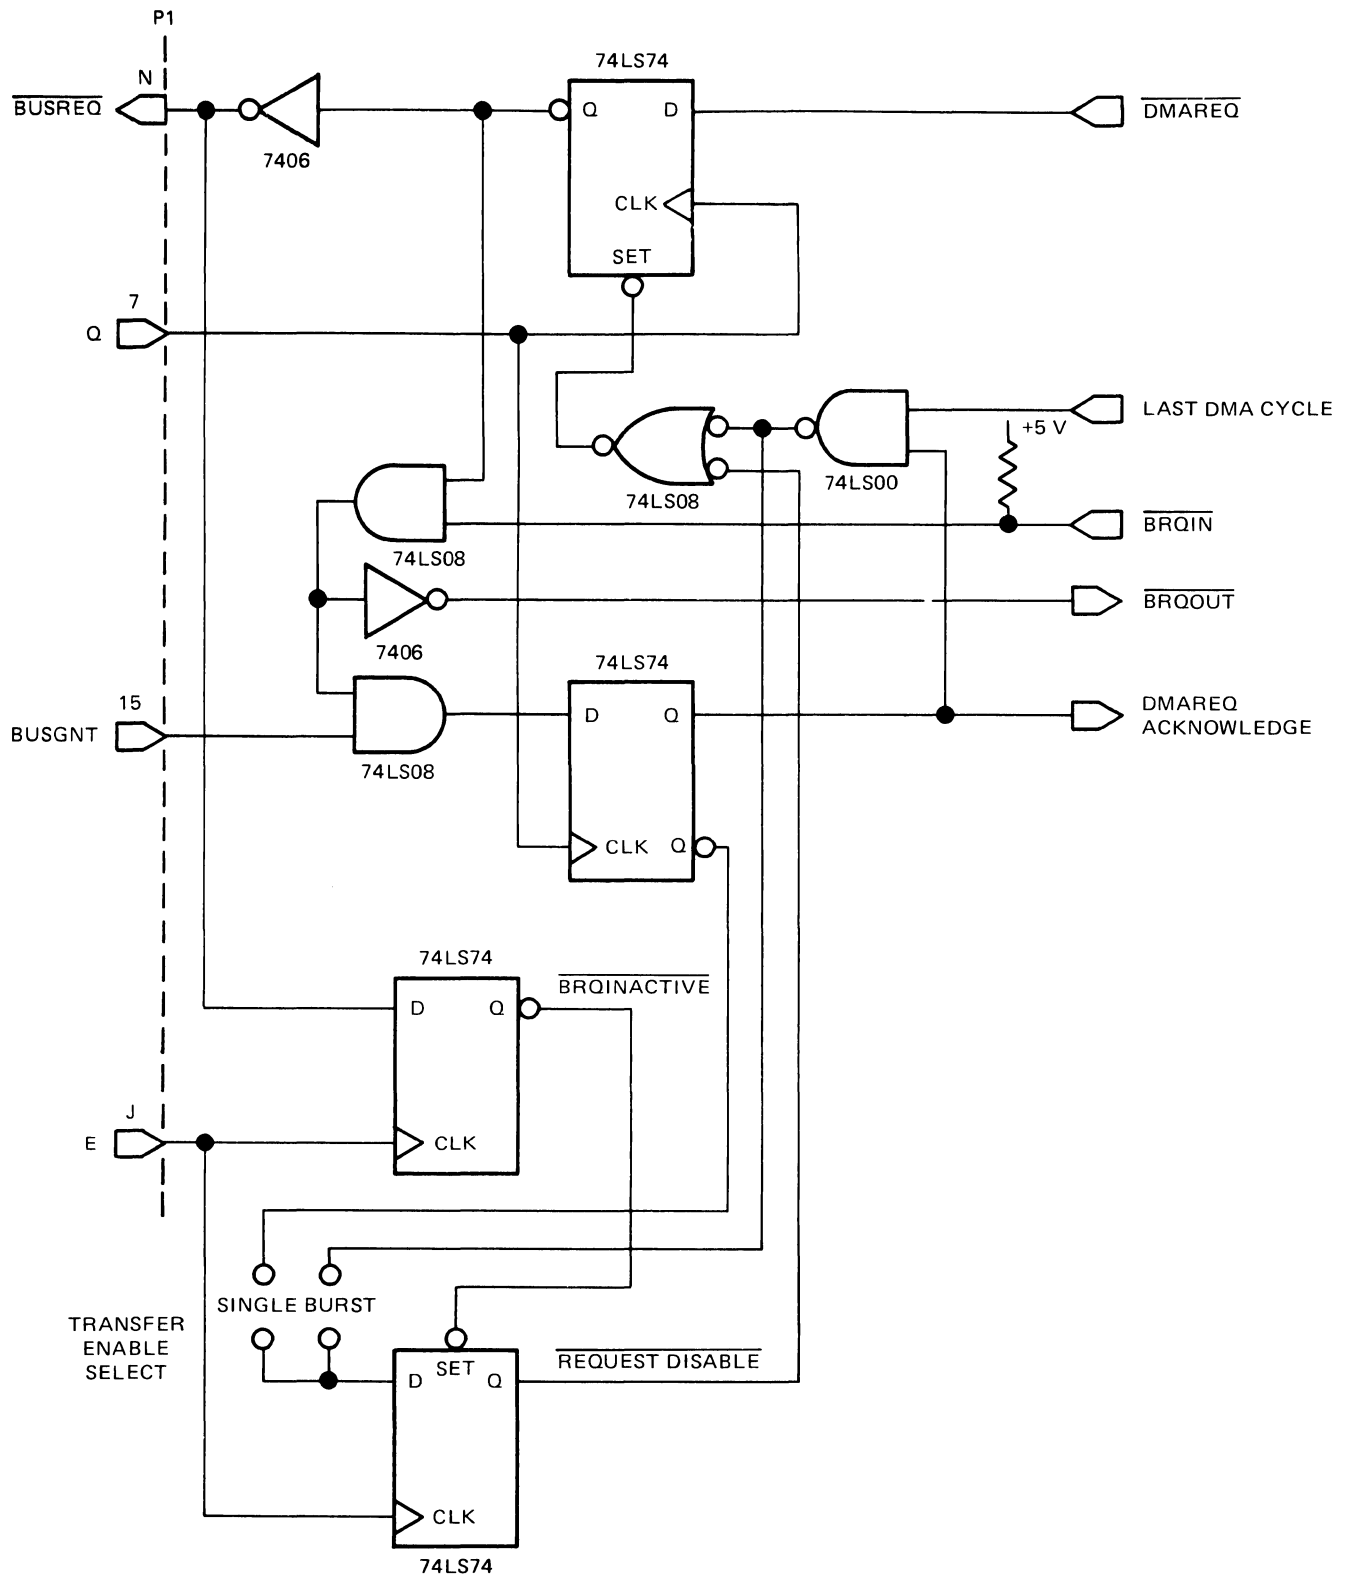 P1
74LS74
N
BUSREQ
Q D
DMAREQ
7406
CLK
SET
7
Q
LAST DMA CYCLE
+5 V
74LS08
74LS00
BRQIN
74LS08
BRQOUT
7406
74LS74
15
BUSGNT
D Q
DMAREQ
ACKNOWLEDGE
74LS08
CLK Q
74LS74
BRQINACTIVE
D Q
J
E
CLK
SINGLE BURST
TRANSFER
ENABLE
SELECT
SET
REQUEST DISABLE
D Q
CLK
74LS74